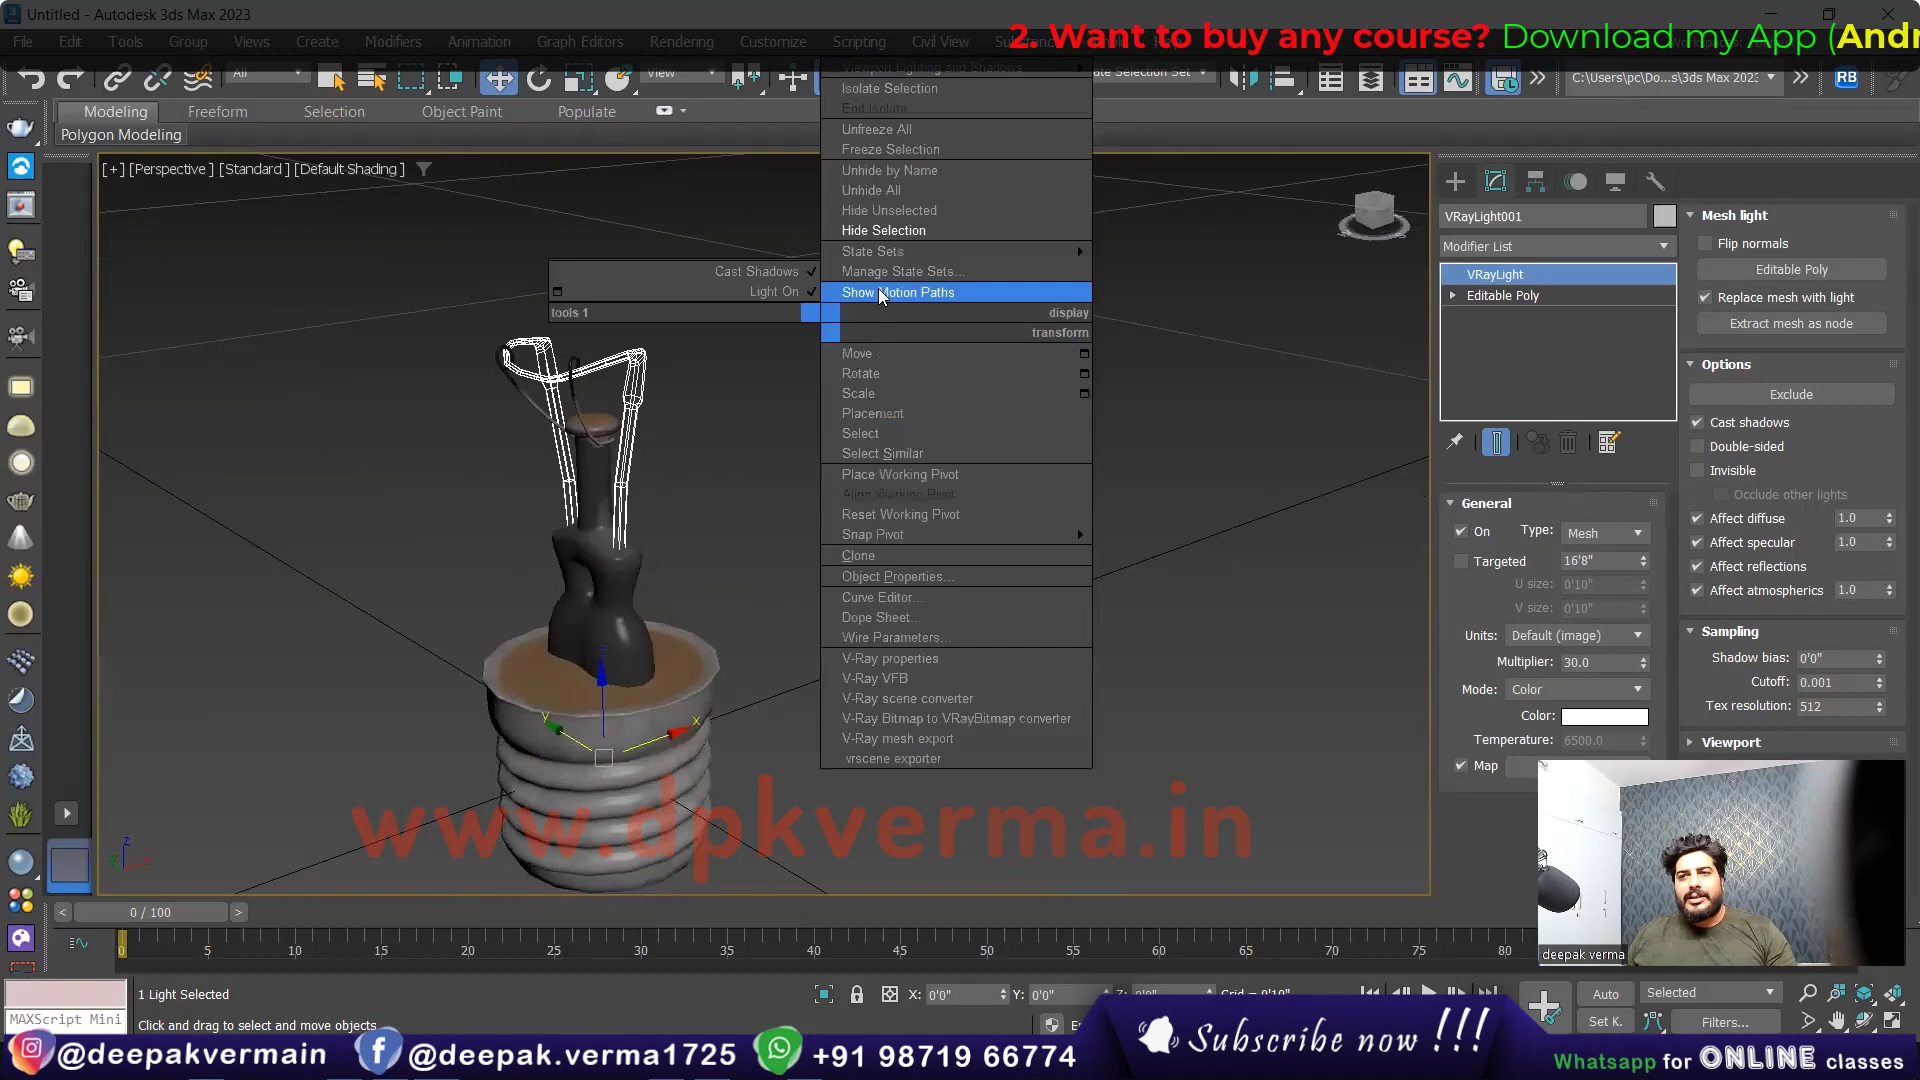 Untitled - Autodesk 3ds Max 2023
2. Want to buy any course? Download my App (Andr
File Edit Tools Group Views Create Modifiers Animation Graph Editors Rendering Customize Scripting Civil View
All
View
ate Selection Set
C:\Users\pc\Do...s\3ds Max 2023
RB
Modeling Freeform Selection Object Paint Populate
Polygon Modeling
[+] [Perspective ] [Standard ] [Default Shading ]
Viewport Lighting and Shadows
Isolate Selection
End Isolate
Unfreeze All
Freeze Selection
Unhide by Name
Unhide All
Hide Unselected
Hide Selection
State Sets
Manage State Sets...
Show Motion Paths
Cast Shadows
Light On
tools 1
display
transform
Move
Rotate
Scale
Placement
Select
Select Similar
Place Working Pivot
Align Working Pivot
Reset Working Pivot
Snap Pivot
Clone
Object Properties...
Curve Editor...
Dope Sheet...
Wire Parameters...
V-Ray properties
V-Ray VFB
V-Ray scene converter
V-Ray Bitmap to VRayBitmap converter
V-Ray mesh export
.vrscene exporter
z
y
x
VRayLight001
Modifier List
VRayLight
Editable Poly
General
On Type: Mesh
Targeted 16'8"
U size: 0'10"
V size: 0'10"
Units: Default (image)
Multiplier: 30.0
Mode: Color
Color:
Temperature: 6500.0
Map
Mesh light
Flip normals
Editable Poly
Replace mesh with light
Extract mesh as node
Options
Exclude
Cast shadows
Double-sided
Invisible
Occlude other lights
Affect diffuse 1.0
Affect specular 1.0
Affect reflections
Affect atmospherics 1.0
Sampling
Shadow bias: 0'0"
Cutoff: 0.001
Tex resolution: 512
Viewport
www.dpkverma.in
deepak verma
< 0 / 100 >
0 5 10 15 20 25 30 35 40 45 50 55 60 65 70 75 80
1 Light Selected
MAXScript Mini
Click and drag to select and move objects
X: 0'0" Y: 0'0" Z: 0'0" Grid = 0'10"
Auto Selected
Set K. Filters...
@deepakvermain @deepak.verma1725 +91 98719 66774
Subscribe now !!!
Whatsapp for ONLINE classes